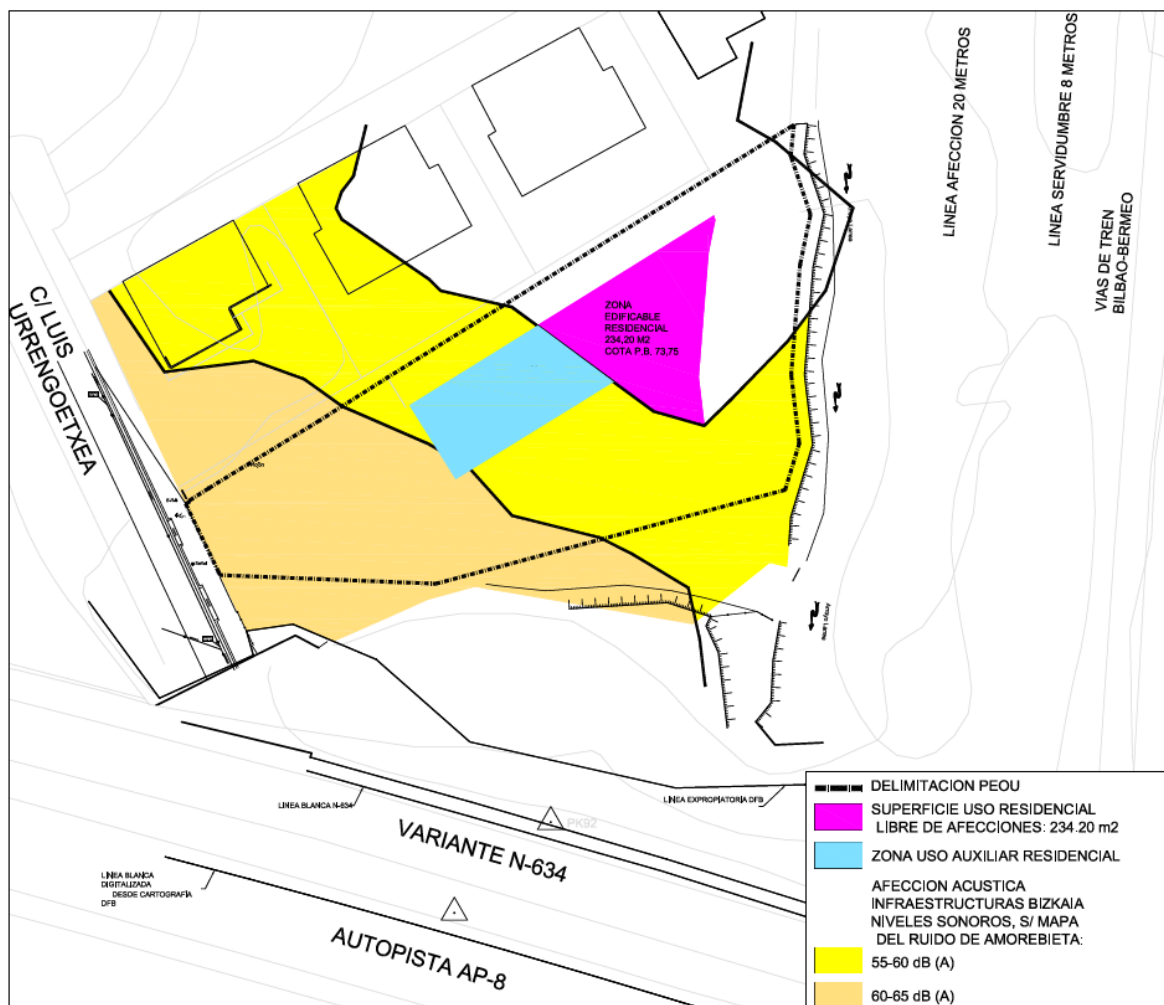 LINEA AFECCION 20 METROS
LINEA SERVIDUMBRE 8 METROS
VIAS DE TREN
BILBAO-BERMEO
C/ LUIS
URRENGOETXEA
ZONA
EDIFICABLE
RESIDENCIAL
234,20 M2
COTA P.B. 73,75
LINEA BLANCA N-634
VARIANTE N-634
PK92
LINEA EXPROPIATORIA DFB
LINEA BLANCA
DIGITALIZADA
DESDE CARTOGRAFÍA
DFB
AUTOPISTA AP-8
DELIMITACION PEOU
SUPERFICIE USO RESIDENCIAL
LIBRE DE AFECCIONES: 234.20 m2
ZONA USO AUXILIAR RESIDENCIAL
AFECCION ACUSTICA
INFRAESTRUCTURAS BIZKAIA
NIVELES SONOROS, S/ MAPA
DEL RUIDO DE AMOREBIETA:
55-60 dB (A)
60-65 dB (A)